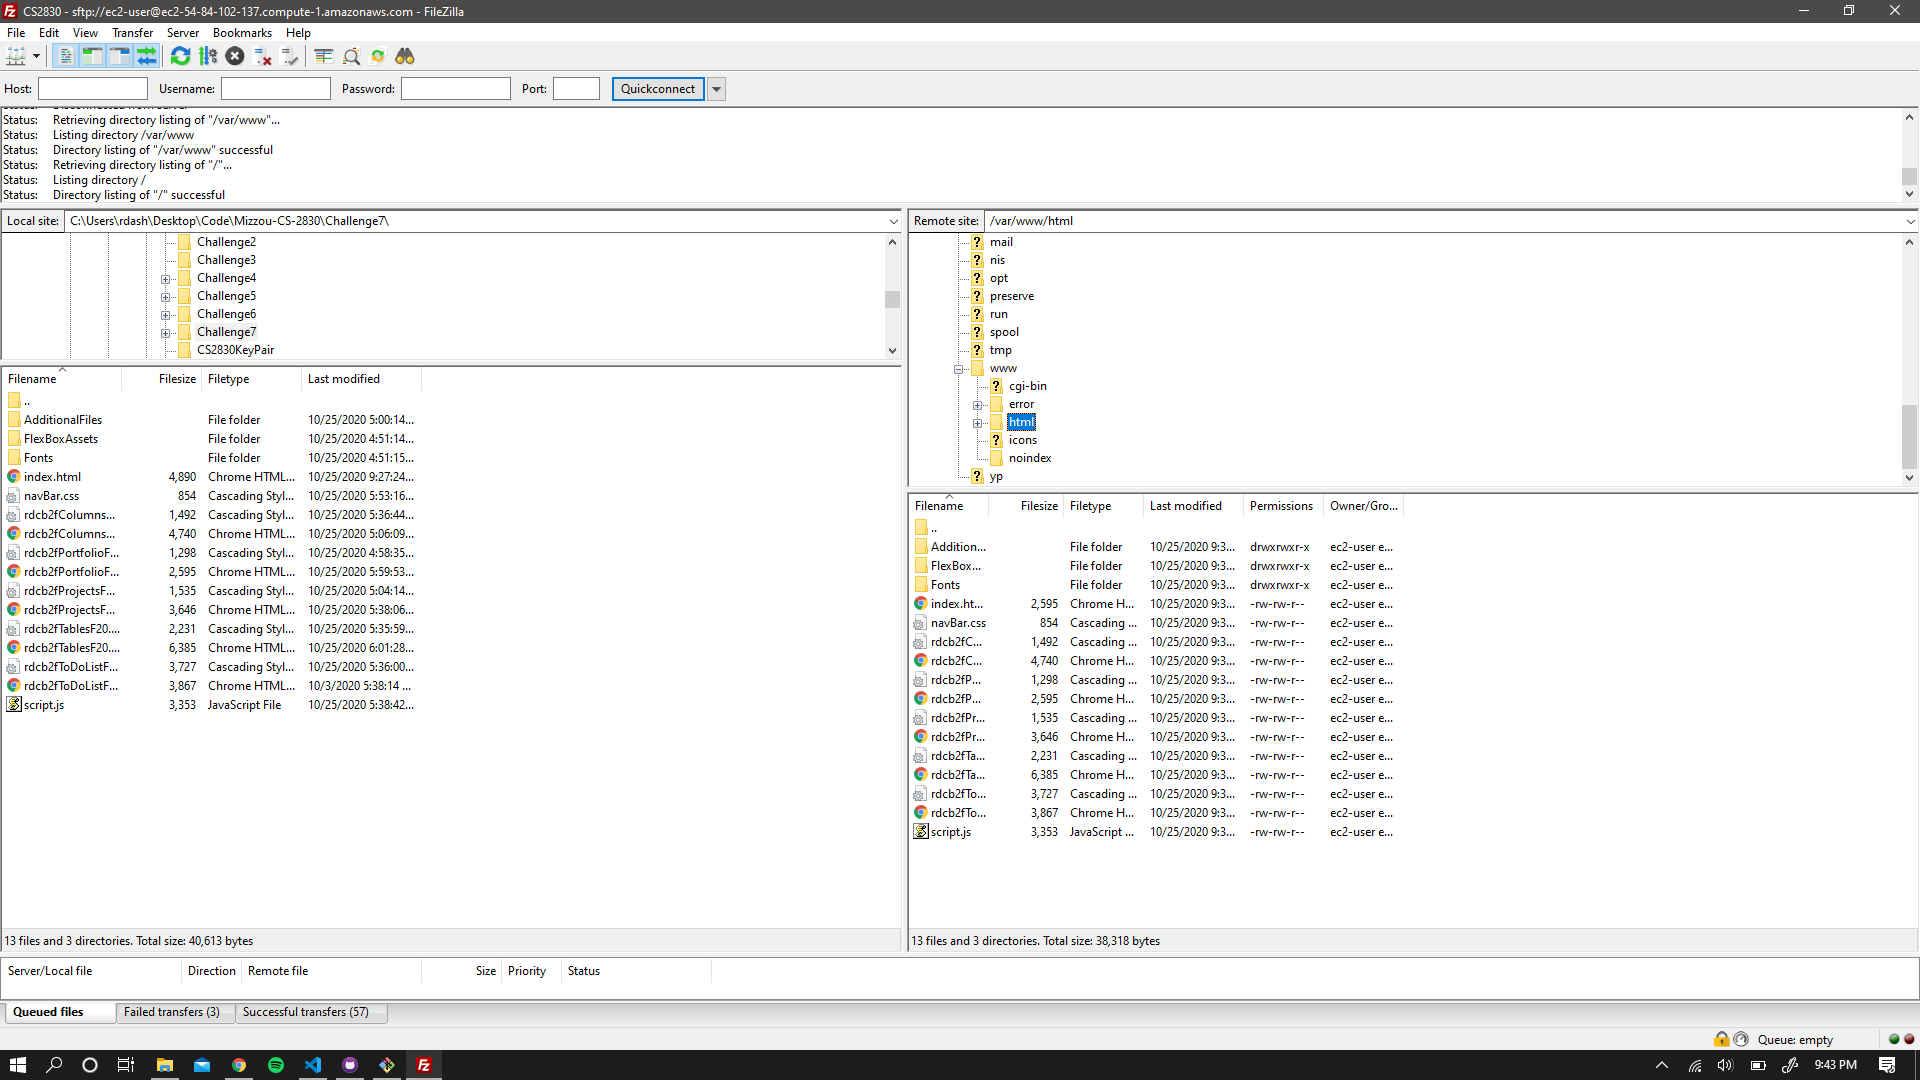 CS2830 - sftp://ec2-user@ec2-54-84-102-137.compute-1.amazonaws.com - FileZilla
File Edit View Transfer Server Bookmarks Help
Host: Username: Password: Port: Quickconnect
Status: Disconnected from server
Status: Retrieving directory listing of "/var/www"...
Status: Listing directory /var/www
Status: Directory listing of "/var/www" successful
Status: Retrieving directory listing of "/"...
Status: Listing directory /
Status: Directory listing of "/" successful
Local site: C:\Users\rdash\Desktop\Code\Mizzou-CS-2830\Challenge7\
Challenge2
Challenge3
Challenge4
Challenge5
Challenge6
Challenge7
CS2830KeyPair
Filename Filesize Filetype Last modified
..
AdditionalFiles File folder 10/25/2020 5:00:14...
FlexBoxAssets File folder 10/25/2020 4:51:14...
Fonts File folder 10/25/2020 4:51:15...
index.html 4,890 Chrome HTML... 10/25/2020 9:27:24...
navBar.css 854 Cascading Styl... 10/25/2020 5:53:16...
rdcb2fColumns... 1,492 Cascading Styl... 10/25/2020 5:36:44...
rdcb2fColumns... 4,740 Chrome HTML... 10/25/2020 5:06:09...
rdcb2fPortfolioF... 1,298 Cascading Styl... 10/25/2020 4:58:35...
rdcb2fPortfolioF... 2,595 Chrome HTML... 10/25/2020 5:59:53...
rdcb2fProjectsF... 1,535 Cascading Styl... 10/25/2020 5:04:14...
rdcb2fProjectsF... 3,646 Chrome HTML... 10/25/2020 5:38:06...
rdcb2fTablesF20.... 2,231 Cascading Styl... 10/25/2020 5:35:59...
rdcb2fTablesF20.... 6,385 Chrome HTML... 10/25/2020 6:01:28...
rdcb2fToDoListF... 3,727 Cascading Styl... 10/25/2020 5:36:00...
rdcb2fToDoListF... 3,867 Chrome HTML... 10/3/2020 5:38:14 ...
script.js 3,353 JavaScript File 10/25/2020 5:38:42...
13 files and 3 directories. Total size: 40,613 bytes
Remote site: /var/www/html
mail
nis
opt
preserve
run
spool
tmp
www
cgi-bin
error
html
icons
noindex
yp
Filename Filesize Filetype Last modified Permissions Owner/Gro...
..
Addition... File folder 10/25/2020 9:3... drwxrwxr-x ec2-user e...
FlexBox... File folder 10/25/2020 9:3... drwxrwxr-x ec2-user e...
Fonts File folder 10/25/2020 9:3... drwxrwxr-x ec2-user e...
index.ht... 2,595 Chrome H... 10/25/2020 9:3... -rw-rw-r-- ec2-user e...
navBar.css 854 Cascading ... 10/25/2020 9:3... -rw-rw-r-- ec2-user e...
rdcb2fC... 1,492 Cascading ... 10/25/2020 9:3... -rw-rw-r-- ec2-user e...
rdcb2fC... 4,740 Chrome H... 10/25/2020 9:3... -rw-rw-r-- ec2-user e...
rdcb2fP... 1,298 Cascading ... 10/25/2020 9:3... -rw-rw-r-- ec2-user e...
rdcb2fP... 2,595 Chrome H... 10/25/2020 9:3... -rw-rw-r-- ec2-user e...
rdcb2fPr... 1,535 Cascading ... 10/25/2020 9:3... -rw-rw-r-- ec2-user e...
rdcb2fPr... 3,646 Chrome H... 10/25/2020 9:3... -rw-rw-r-- ec2-user e...
rdcb2fTa... 2,231 Cascading ... 10/25/2020 9:3... -rw-rw-r-- ec2-user e...
rdcb2fTa... 6,385 Chrome H... 10/25/2020 9:3... -rw-rw-r-- ec2-user e...
rdcb2fTo... 3,727 Cascading ... 10/25/2020 9:3... -rw-rw-r-- ec2-user e...
rdcb2fTo... 3,867 Chrome H... 10/25/2020 9:3... -rw-rw-r-- ec2-user e...
script.js 3,353 JavaScript ... 10/25/2020 9:3... -rw-rw-r-- ec2-user e...
13 files and 3 directories. Total size: 38,318 bytes
Server/Local file Direction Remote file Size Priority Status
Queued files Failed transfers (3) Successful transfers (57)
Queue: empty
9:43 PM